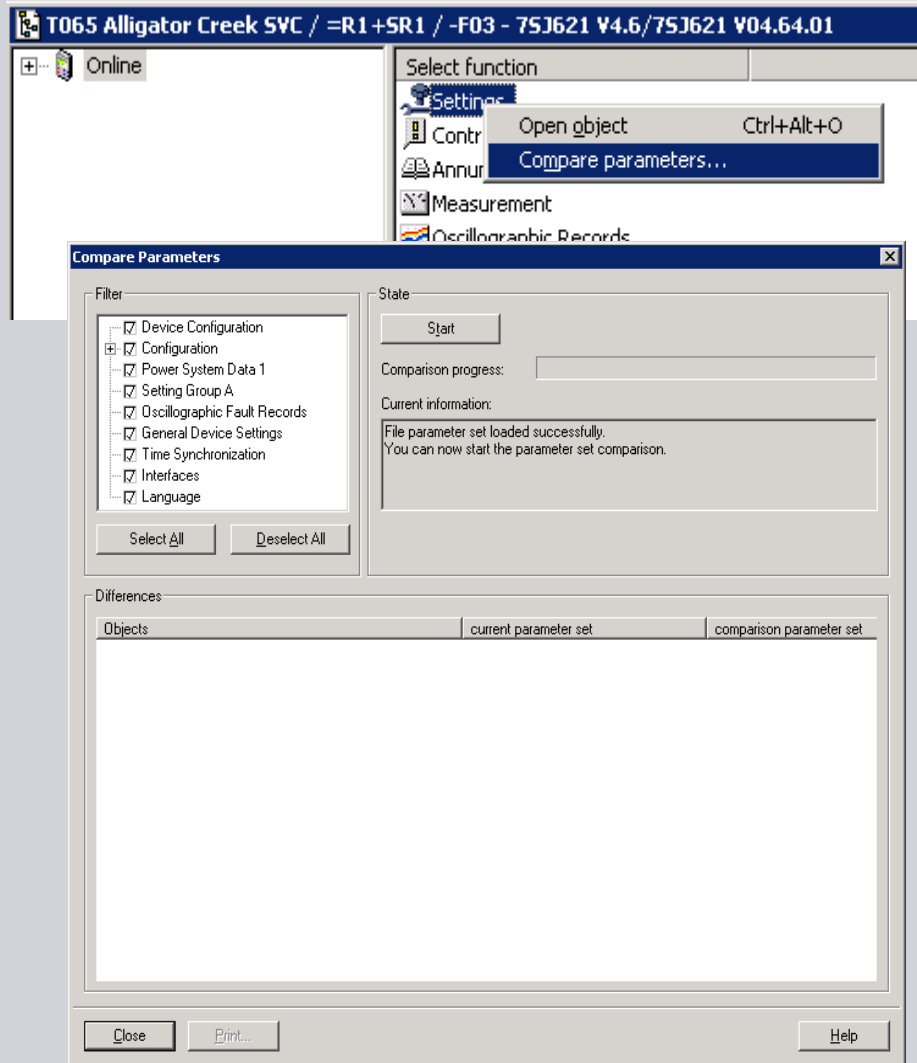 T065 Alligator Creek SVC / =R1+SR1 / -F03 - 7SJ621 V4.6/7SJ621 V04.64.01
Online
Select function
Settings
Open object Ctrl+Alt+O
Contr
Compare parameters...
Annun
Measurement
Oscillographic Records
Compare Parameters
Filter
Device Configuration
Configuration
Power System Data 1
Setting Group A
Oscillographic Fault Records
General Device Settings
Time Synchronization
Interfaces
Language
Select All Deselect All
State
Start
Comparison progress:
Current information:
File parameter set loaded successfully.
You can now start the parameter set comparison.
Differences
Objects current parameter set comparison parameter set
Close Print... Help